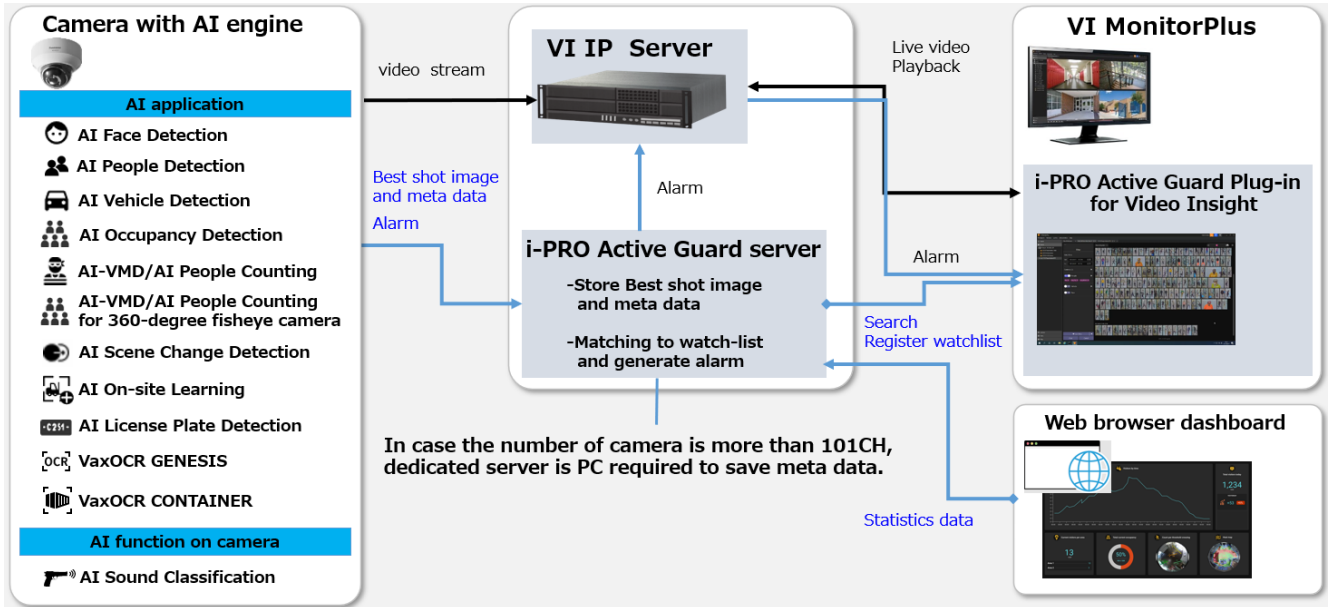 Camera with AI engine
AI application
AI Face Detection
AI People Detection
AI Vehicle Detection
AI Occupancy Detection
AI-VMD/AI People Counting
AI-VMD/AI People Counting
for 360-degree fisheye camera
AI Scene Change Detection
AI On-site Learning
AI License Plate Detection
VaxOCR GENESIS
OCR
VaxOCR CONTAINER
AI function on camera
AI Sound Classification
video stream
Best shot image
and meta data
Alarm
VI IP Server
Alarm
i-PRO Active Guard server
-Store Best shot image
and meta data
-Matching to watch-list
and generate alarm
In case the number of camera is more than 101CH,
dedicated server is PC required to save meta data.
Live video
Playback
Alarm
Search
Register watchlist
Statistics data
VI MonitorPlus
i-PRO Active Guard Plug-in
for Video Insight
Web browser dashboard
1,234
13